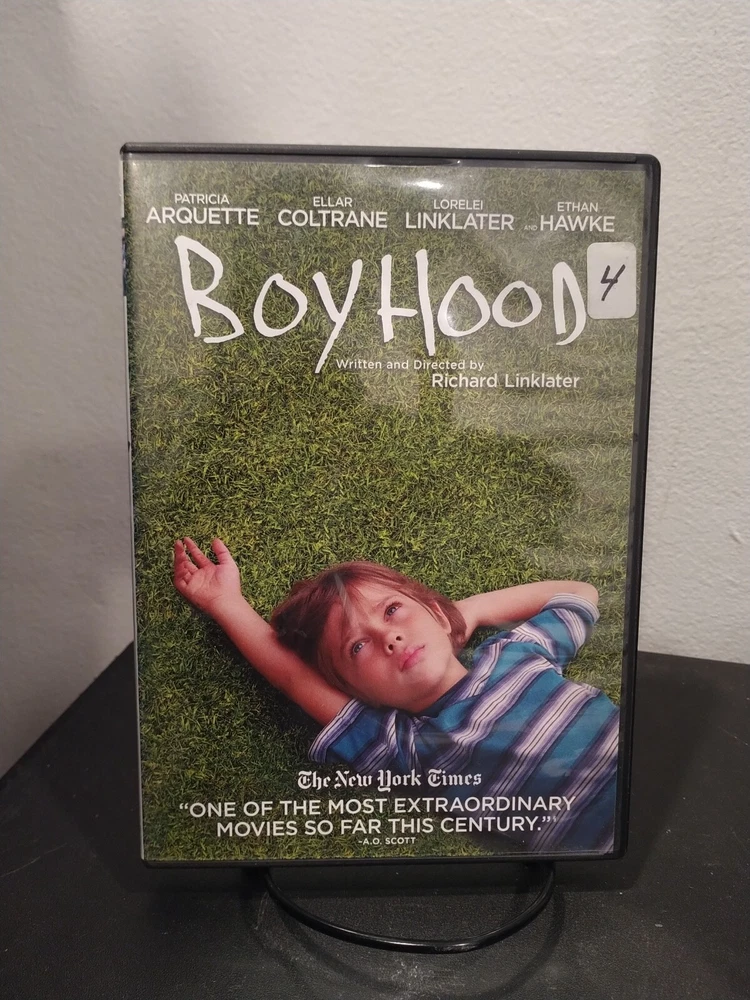 PATRICIA ARQUETTE
ELLAR COLTRANE
LORELEI LINKLATER
AND ETHAN HAWKE
BOYHOOD
4
Written and Directed by
Richard Linklater
The New York Times
“ONE OF THE MOST EXTRAORDINARY
MOVIES SO FAR THIS CENTURY.”
-A.O. SCOTT